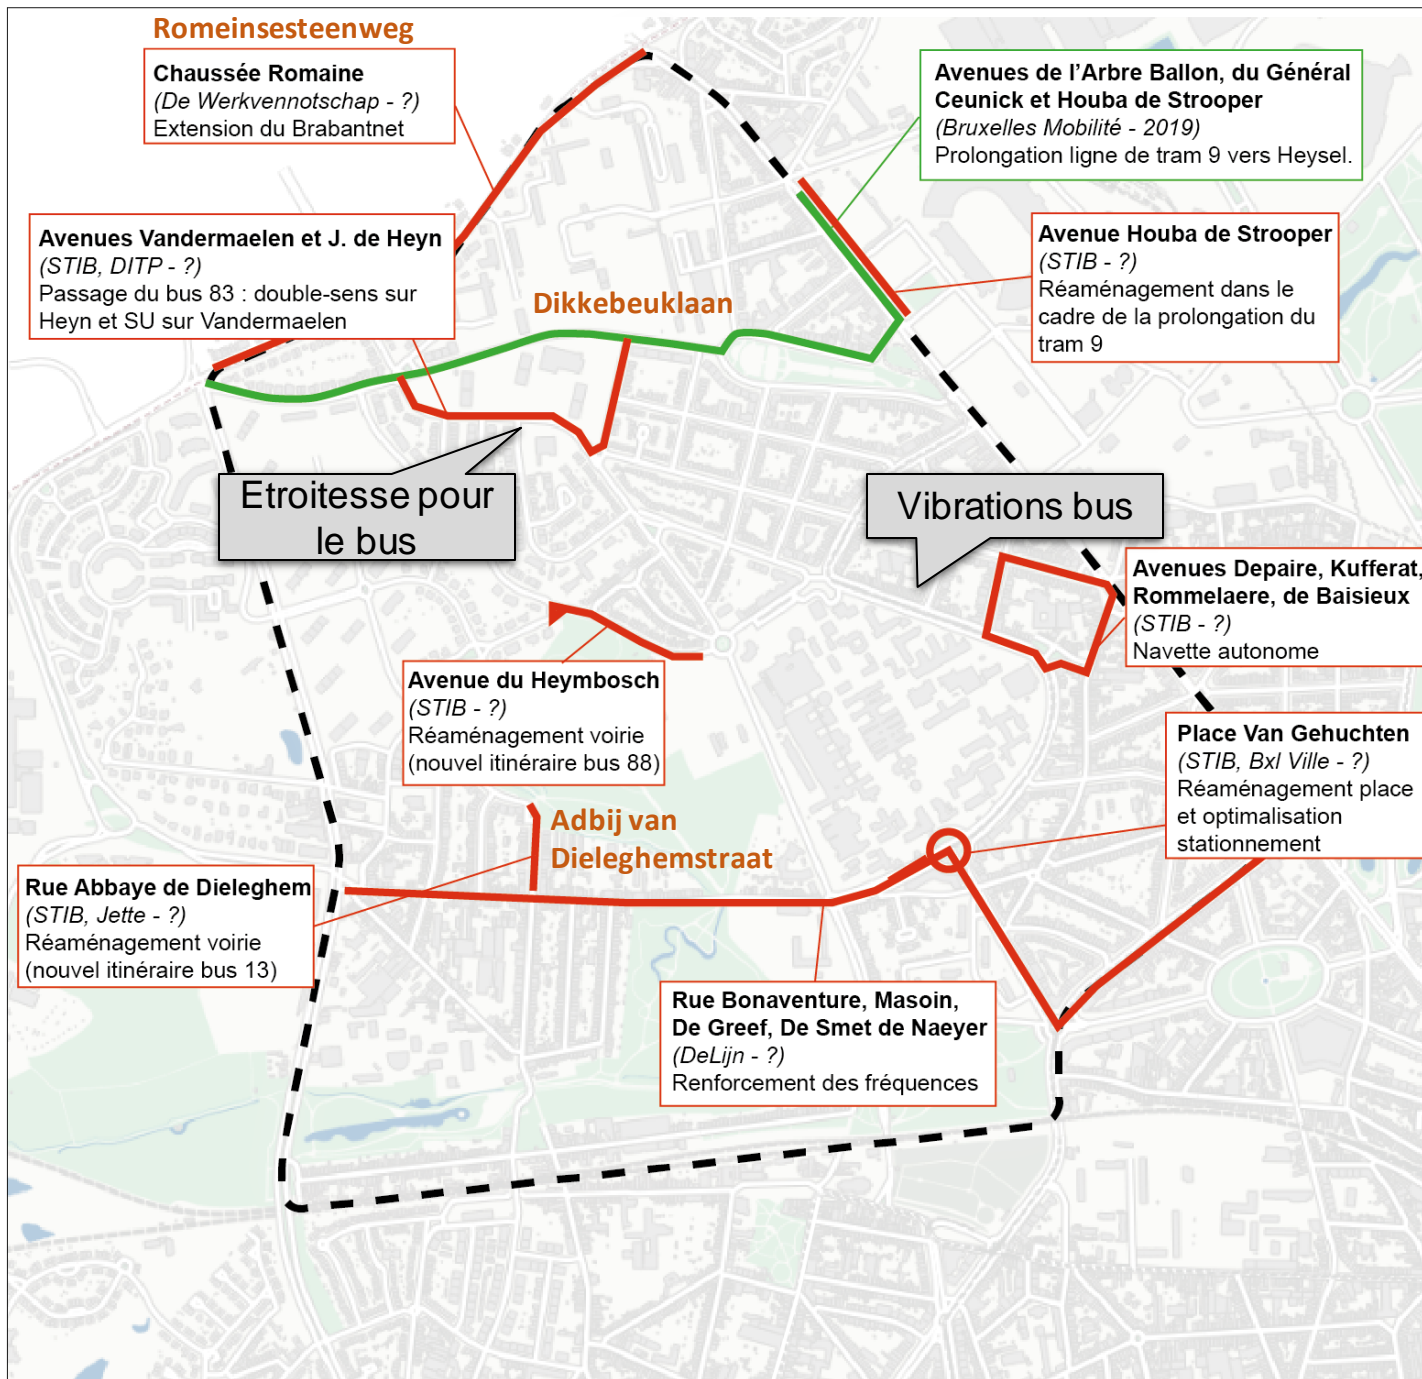 Romeinsesteenweg
Chaussée Romaine
(De Werkvennotschap - ?)
Extension du Brabantnet
Avenues de l'Arbre Ballon, du Général
Ceunick et Houba de Strooper
(Bruxelles Mobilité - 2019)
Prolongation ligne de tram 9 vers Heysel.
Avenues Vandermaelen et J. de Heyn
(STIB, DITP - ?)
Passage du bus 83 : double-sens sur
Heyn et SU sur Vandermaelen
Avenue Houba de Strooper
(STIB - ?)
Réaménagement dans le
cadre de la prolongation du
tram 9
Dikkebeuklaan
Etroitesse pour
le bus
Vibrations bus
Avenues Depaire, Kufferat,
Rommelaere, de Baisieux
(STIB - ?)
Navette autonome
Avenue du Heymbosch
(STIB - ?)
Réaménagement voirie
(nouvel itinéraire bus 88)
Place Van Gehuchten
(STIB, Bxl Ville - ?)
Réaménagement place
et optimalisation
stationnement
Adbij van
Dieleghemstraat
Rue Abbaye de Dieleghem
(STIB, Jette - ?)
Réaménagement voirie
(nouvel itinéraire bus 13)
Rue Bonaventure, Masoin,
De Greef, De Smet de Naeyer
(DeLijn - ?)
Renforcement des fréquences